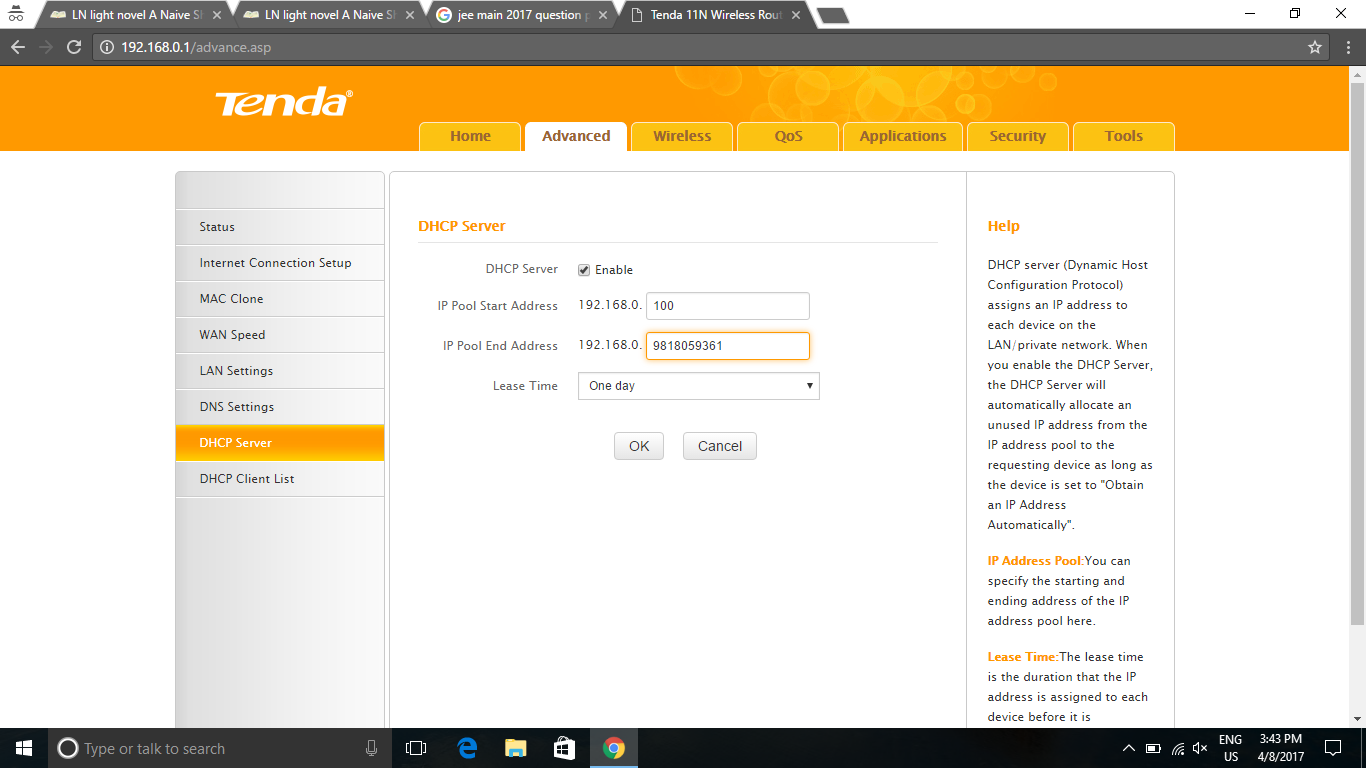 LN light novel A Naive Sh
LN light novel A Naive Sh
jee main 2017 question p
Tenda 11N Wireless Rout
192.168.0.1/advance.asp
Tenda®
Home
Advanced
Wireless
QoS
Applications
Security
Tools
Status
Internet Connection Setup
MAC Clone
WAN Speed
LAN Settings
DNS Settings
DHCP Server
DHCP Client List
DHCP Server
DHCP Server Enable
IP Pool Start Address 192.168.0. 100
IP Pool End Address 192.168.0. 9818059361
Lease Time One day
OK Cancel
Help
DHCP server (Dynamic Host
Configuration Protocol)
assigns an IP address to
each device on the
LAN/private network. When
you enable the DHCP Server,
the DHCP Server will
automatically allocate an
unused IP address from the
IP address pool to the
requesting device as long as
the device is set to "Obtain
an IP Address
Automatically".
IP Address Pool:You can
specify the starting and
ending address of the IP
address pool here.
Lease Time:The lease time
is the duration that the IP
address is assigned to each
device before it is
Type or talk to search
ENG
US
3:43 PM
4/8/2017